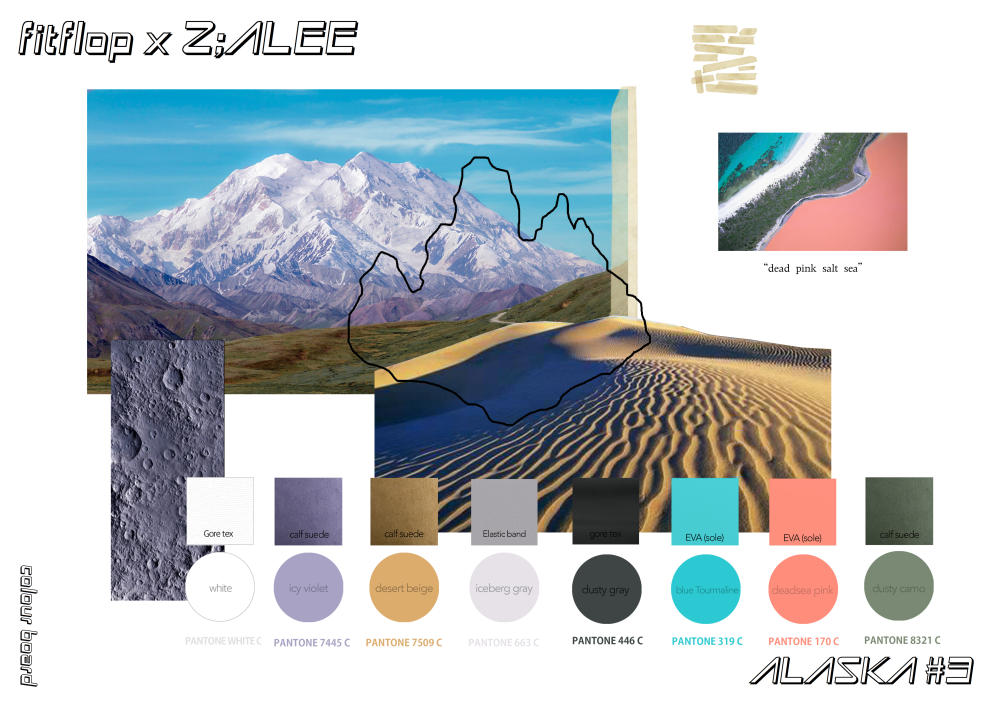 fitflop x Z;ALEE
“dead pink salt sea”
Gore tex
calf suede
calf suede
Elastic band
gore tex
EVA (sole)
EVA (sole)
calf suede
white
icy violet
desert beige
iceberg gray
dusty gray
blue Tourmaline
deadsea pink
dusty camo
PANTONE WHITE C
PANTONE 7445 C
PANTONE 7509 C
PANTONE 663 C
PANTONE 446 C
PANTONE 319 C
PANTONE 170 C
PANTONE 8321 C
colour board
ALASKA #3